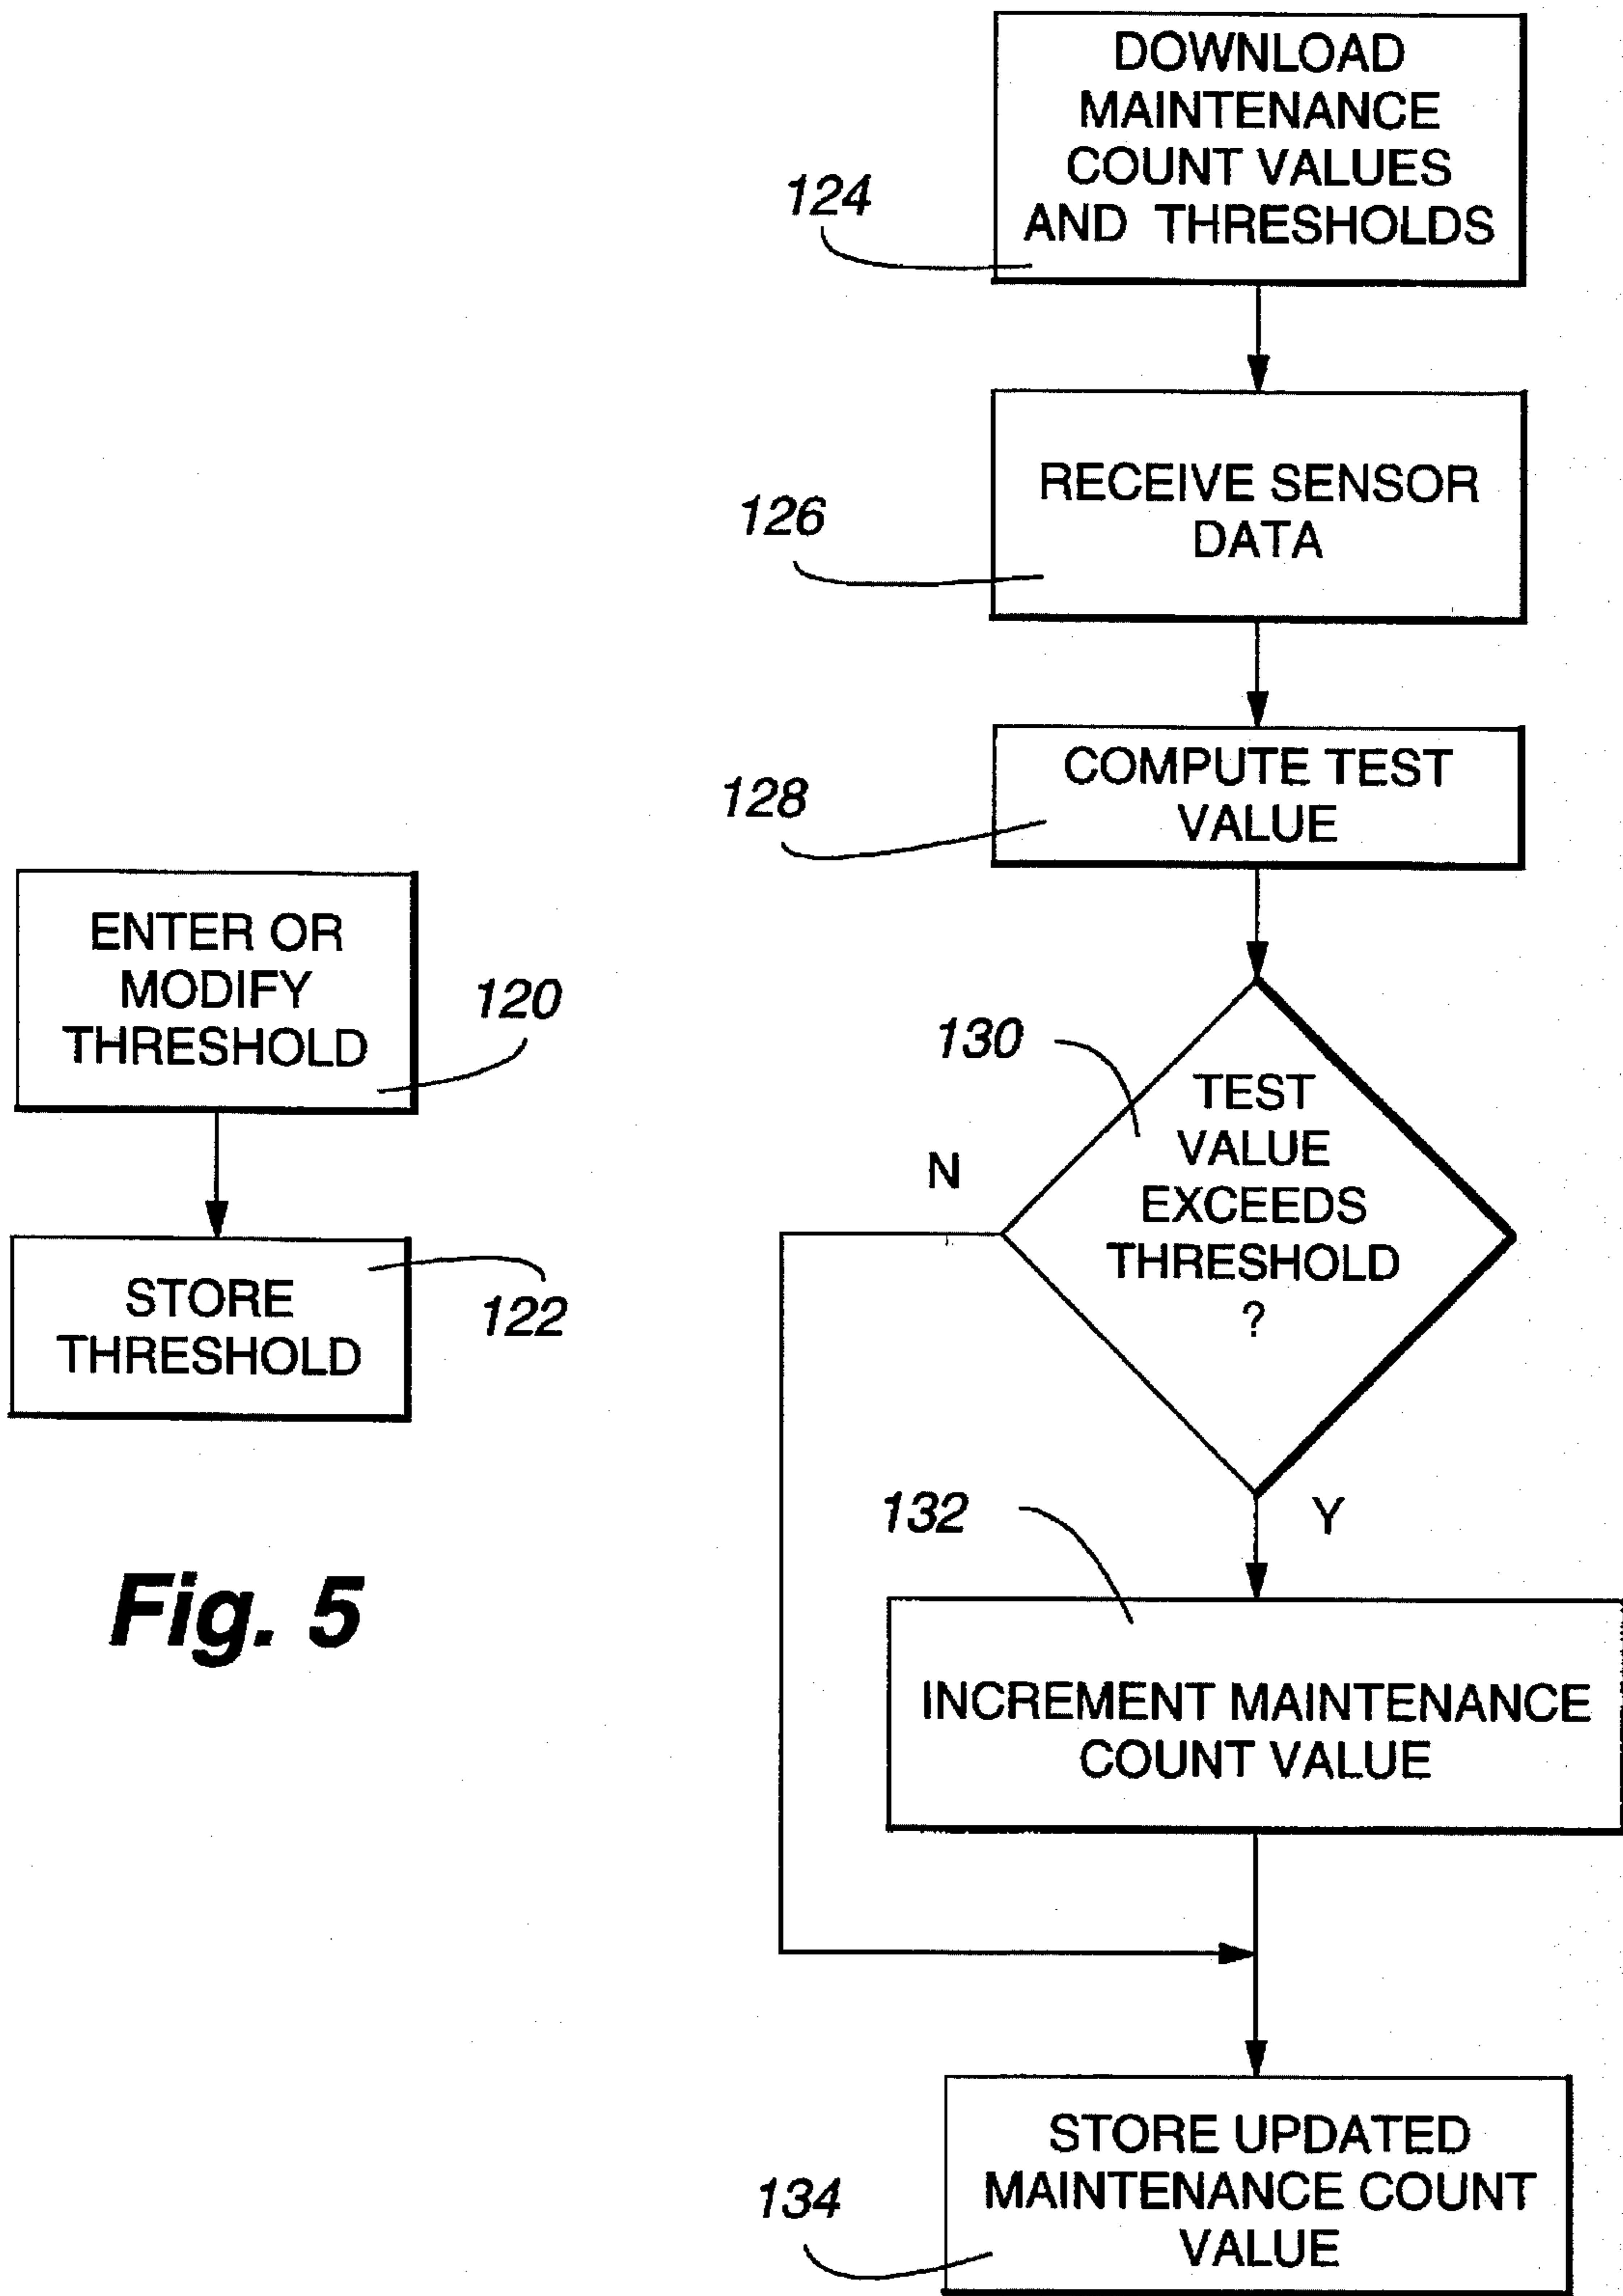 DOWNLOAD
MAINTENANCE
COUNT VALUES
AND THRESHOLDS
124
RECEIVE SENSOR
DATA
126
COMPUTE TEST
VALUE
128
ENTER OR
MODIFY
THRESHOLD
120
STORE
THRESHOLD
122
Fig. 5
130
TEST
VALUE
EXCEEDS
THRESHOLD
?
N
Y
132
INCREMENT MAINTENANCE
COUNT VALUE
STORE UPDATED
MAINTENANCE COUNT
VALUE
134